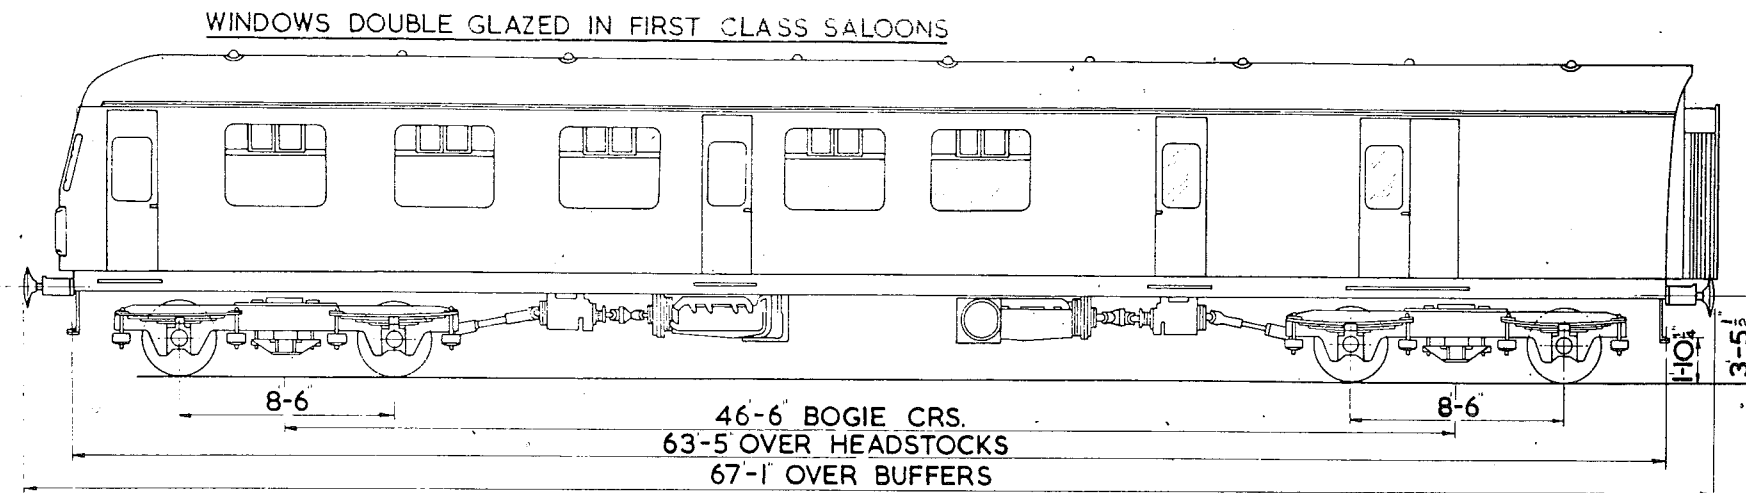 WINDOWS DOUBLE GLAZED IN FIRST CLASS SALOONS
1'-10¼"
3'-5½"
8'-6"
8'-6"
46'-6" BOGIE CRS.
63'-5" OVER HEADSTOCKS
67'-1" OVER BUFFERS